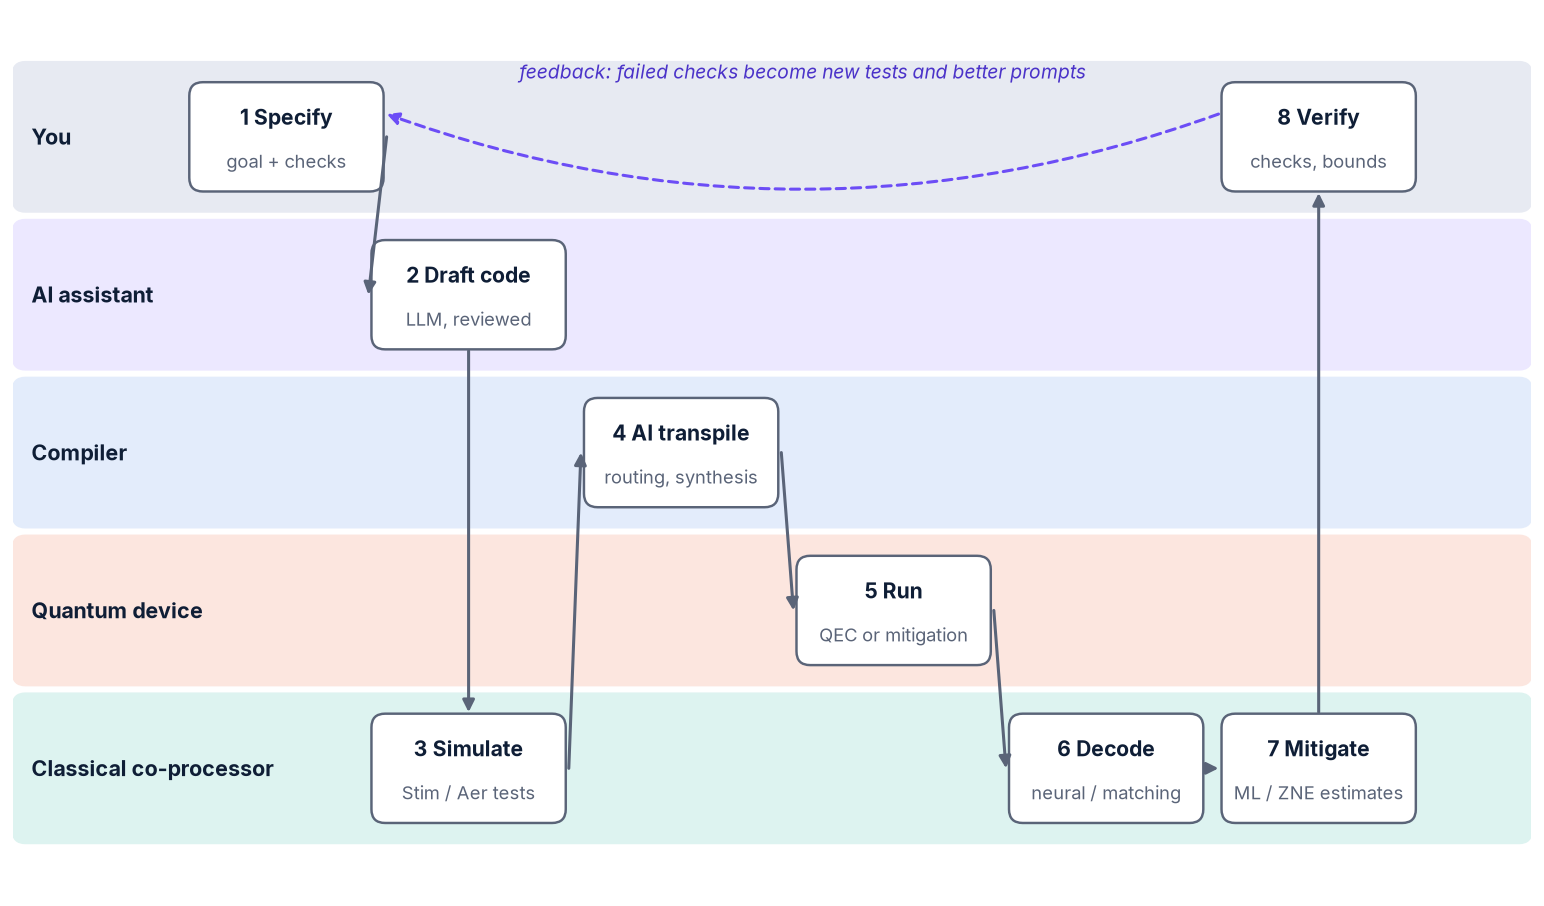 feedback: failed checks become new tests and better prompts
You
1 Specify
goal + checks
8 Verify
checks, bounds
AI assistant
2 Draft code
LLM, reviewed
Compiler
4 AI transpile
routing, synthesis
Quantum device
5 Run
QEC or mitigation
Classical co-processor
3 Simulate
Stim / Aer tests
6 Decode
neural / matching
7 Mitigate
ML / ZNE estimates